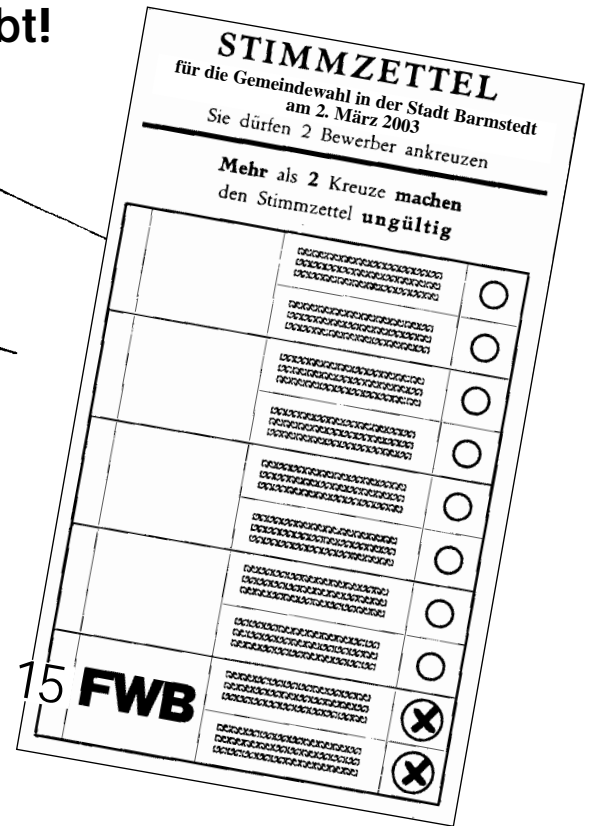 bt!
STIMMZETTEL
für die Gemeindewahl in der Stadt Barmstedt
am 2. März 2003
Sie dürfen 2 Bewerber ankreuzen
Mehr als 2 Kreuze machen
den Stimmzettel ungültig
15 FWB